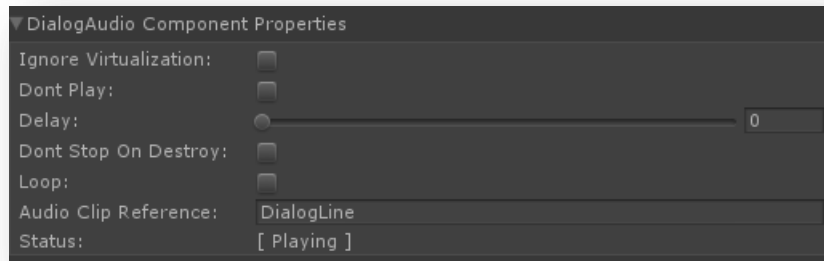 DialogAudio Component Properties
Ignore Virtualization:
Dont Play:
Delay: 0
Dont Stop On Destroy:
Loop:
Audio Clip Reference: DialogLine
Status: [ Playing ]